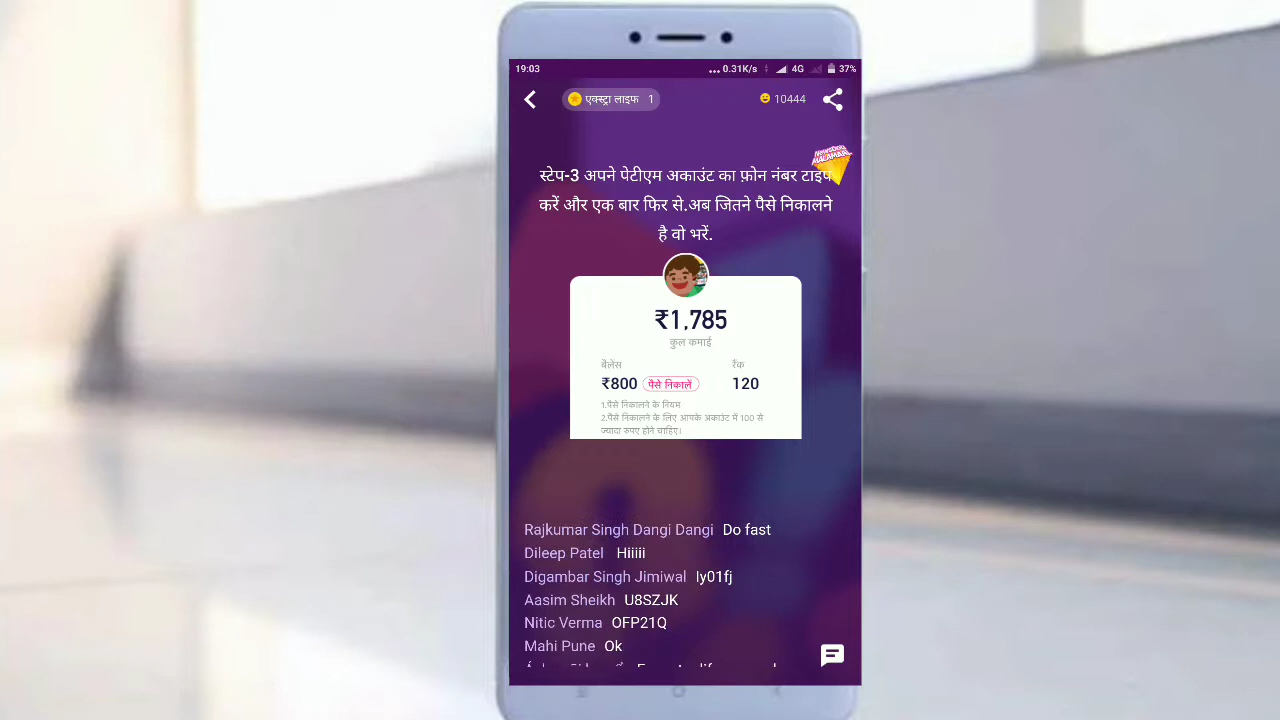 19:03 ... 0.31K/s 4G 37%
एक्स्ट्रा लाइफ 1 10444
Newsdog
MALAMAAL
स्टेप-3 अपने पेटीएम अकाउंट का फ़ोन नंबर टाइप
करें और एक बार फिर से.अब जितने पैसे निकालने
है वो भरें.
₹1,785
कुल कमाई
बैलेंस रैंक
₹800 पैसे निकालें 120
1.पैसे निकालने के नियम
2.पैसे निकालने के लिए आपके अकाउंट में 100 से
ज्यादा रुपए होने चाहिए।
Rajkumar Singh Dangi Dangi Do fast
Dileep Patel Hiiiii
Digambar Singh Jimiwal Iy01fj
Aasim Sheikh U8SZJK
Nitic Verma OFP21Q
Mahi Pune Ok